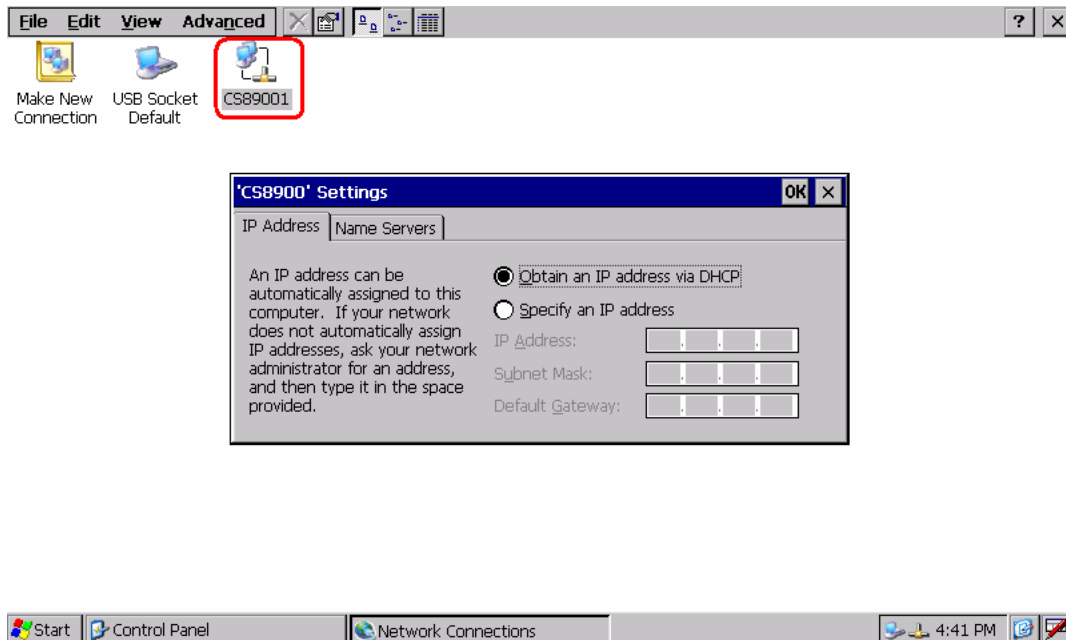 File Edit View Advanced ?
Make New Connection
USB Socket Default
CS89001
'CS8900' Settings OK
IP Address Name Servers
An IP address can be
automatically assigned to this
computer. If your network
does not automatically assign
IP addresses, ask your network
administrator for an address,
and then type it in the space
provided.
Obtain an IP address via DHCP
Specify an IP address
IP Address:
Subnet Mask:
Default Gateway:
Start Control Panel Network Connections 4:41 PM